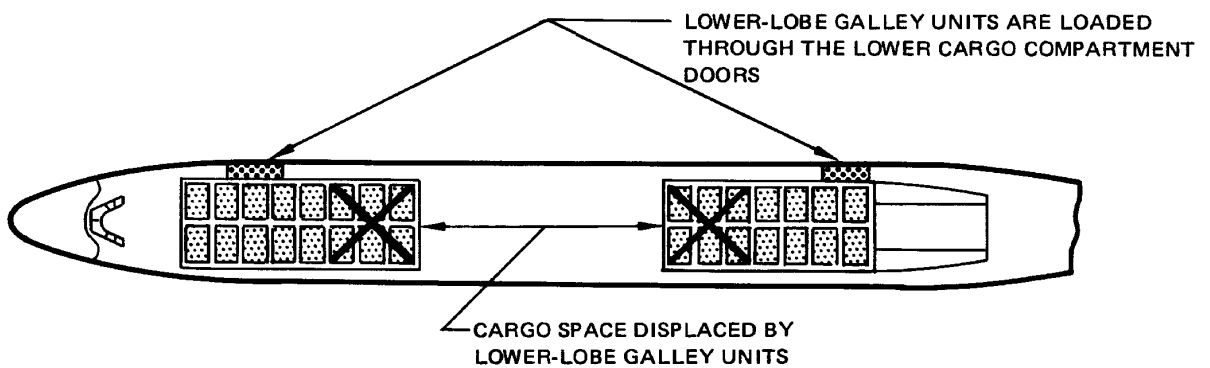 LOWER-LOBE GALLEY UNITS ARE LOADED
THROUGH THE LOWER CARGO COMPARTMENT
DOORS
CARGO SPACE DISPLACED BY
LOWER-LOBE GALLEY UNITS